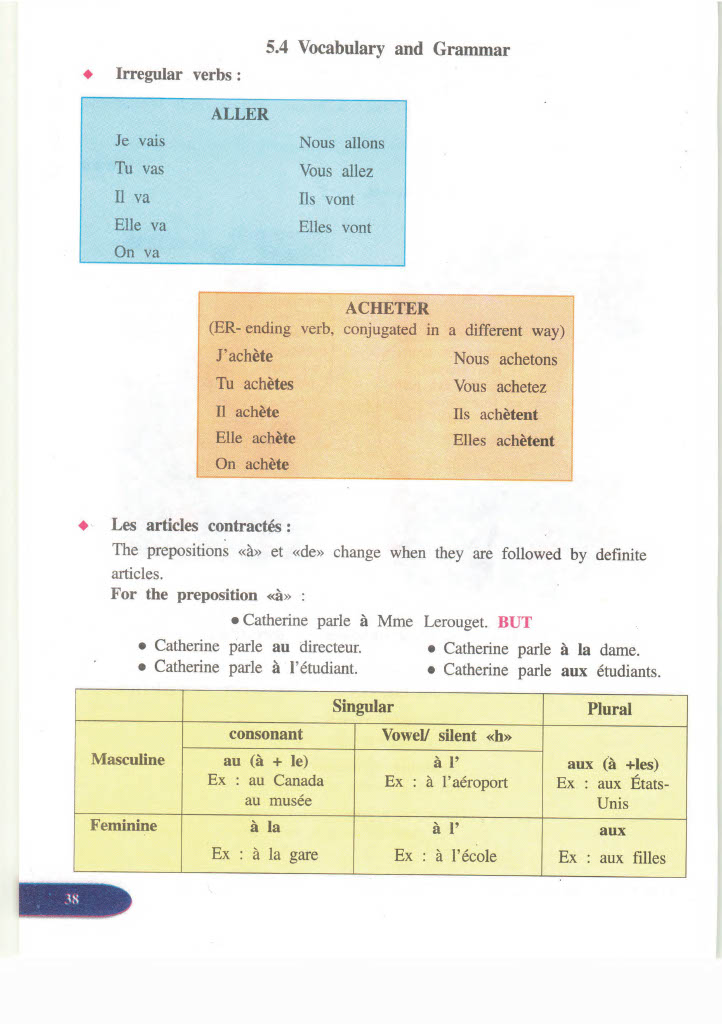 5.4 Vocabulary and Grammar
◆ Irregular verbs :
ALLER
Je vais Nous allons
Tu vas Vous allez
Il va Ils vont
Elle va Elles vont
On va
ACHETER
(ER- ending verb, conjugated in a different way)
J'achète Nous achetons
Tu achètes Vous achetez
Il achète Ils achètent
Elle achète Elles achètent
On achète
◆ Les articles contractés :
The prepositions «à» et «de» change when they are followed by definite
articles.
For the preposition «à» :
• Catherine parle à Mme Lerouget. BUT
• Catherine parle au directeur. • Catherine parle à la dame.
• Catherine parle à l'étudiant. • Catherine parle aux étudiants.
Singular Plural
consonant Vowel/ silent «h»
Masculine au (à + le) à l' aux (à +les)
Ex : au Canada Ex : à l'aéroport Ex : aux États-
au musée Unis
Feminine à la à l' aux
Ex : à la gare Ex : à l'école Ex : aux filles
38